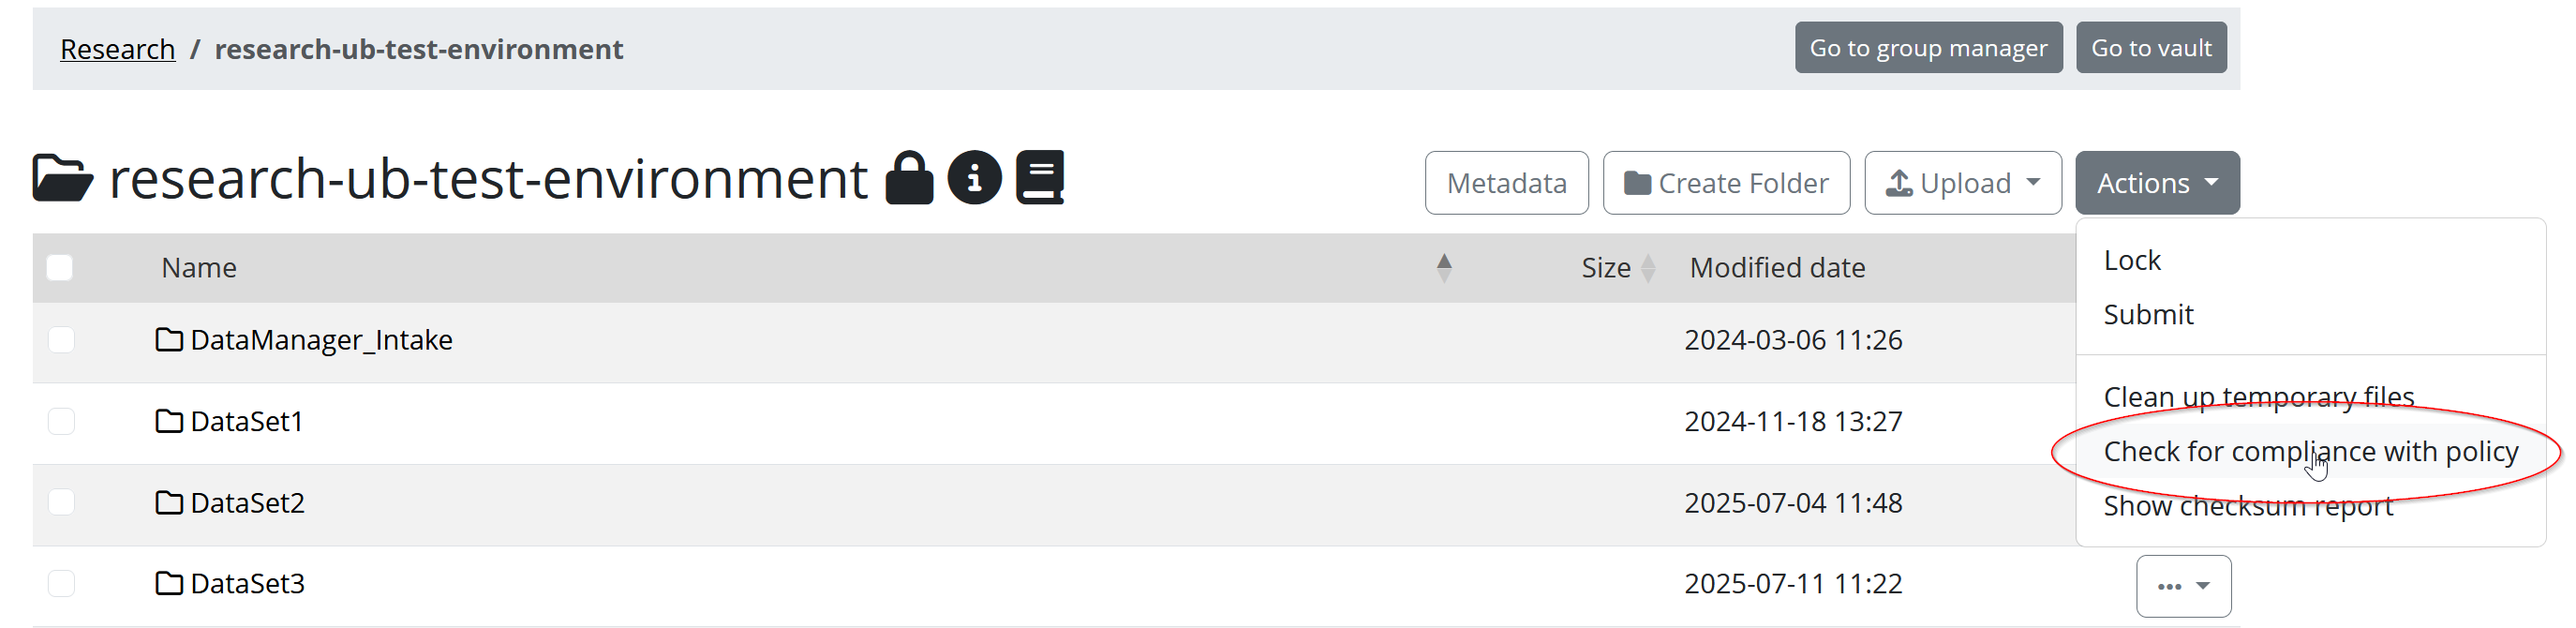 Research / research-ub-test-environment
Go to group manager
Go to vault
research-ub-test-environment
Metadata
Create Folder
Upload
Actions
Lock
Submit
Clean up temporary files
Check for compliance with policy
Show checksum report
Name Size Modified date
DataManager_Intake 2024-03-06 11:26
DataSet1 2024-11-18 13:27
DataSet2 2025-07-04 11:48
DataSet3 2025-07-11 11:22